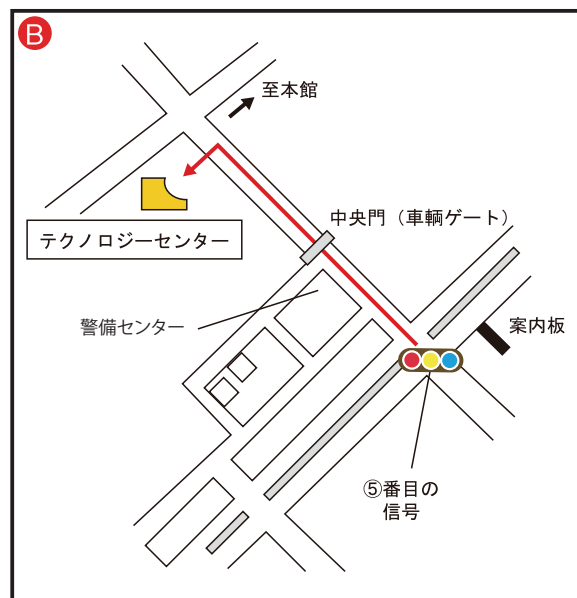 B
至本館
中央門（車輌ゲート）
テクノロジーセンター
警備センター
案内板
⑤番目の
信号